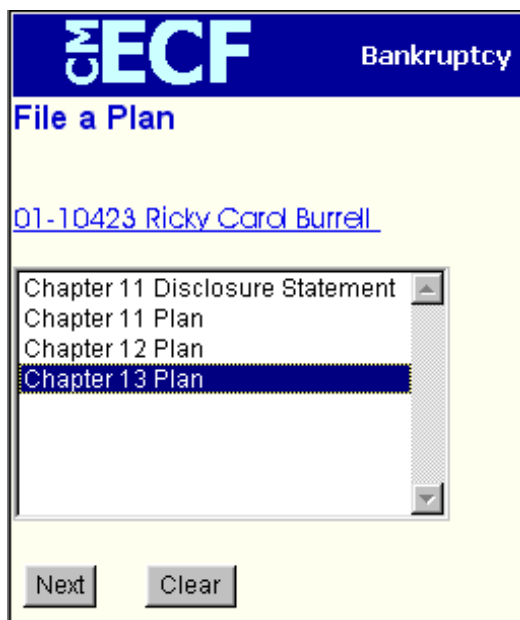 CM ECF Bankruptcy
File a Plan
01-10423 Ricky Carol Burrell
Chapter 11 Disclosure Statement
Chapter 11 Plan
Chapter 12 Plan
Chapter 13 Plan
Next Clear